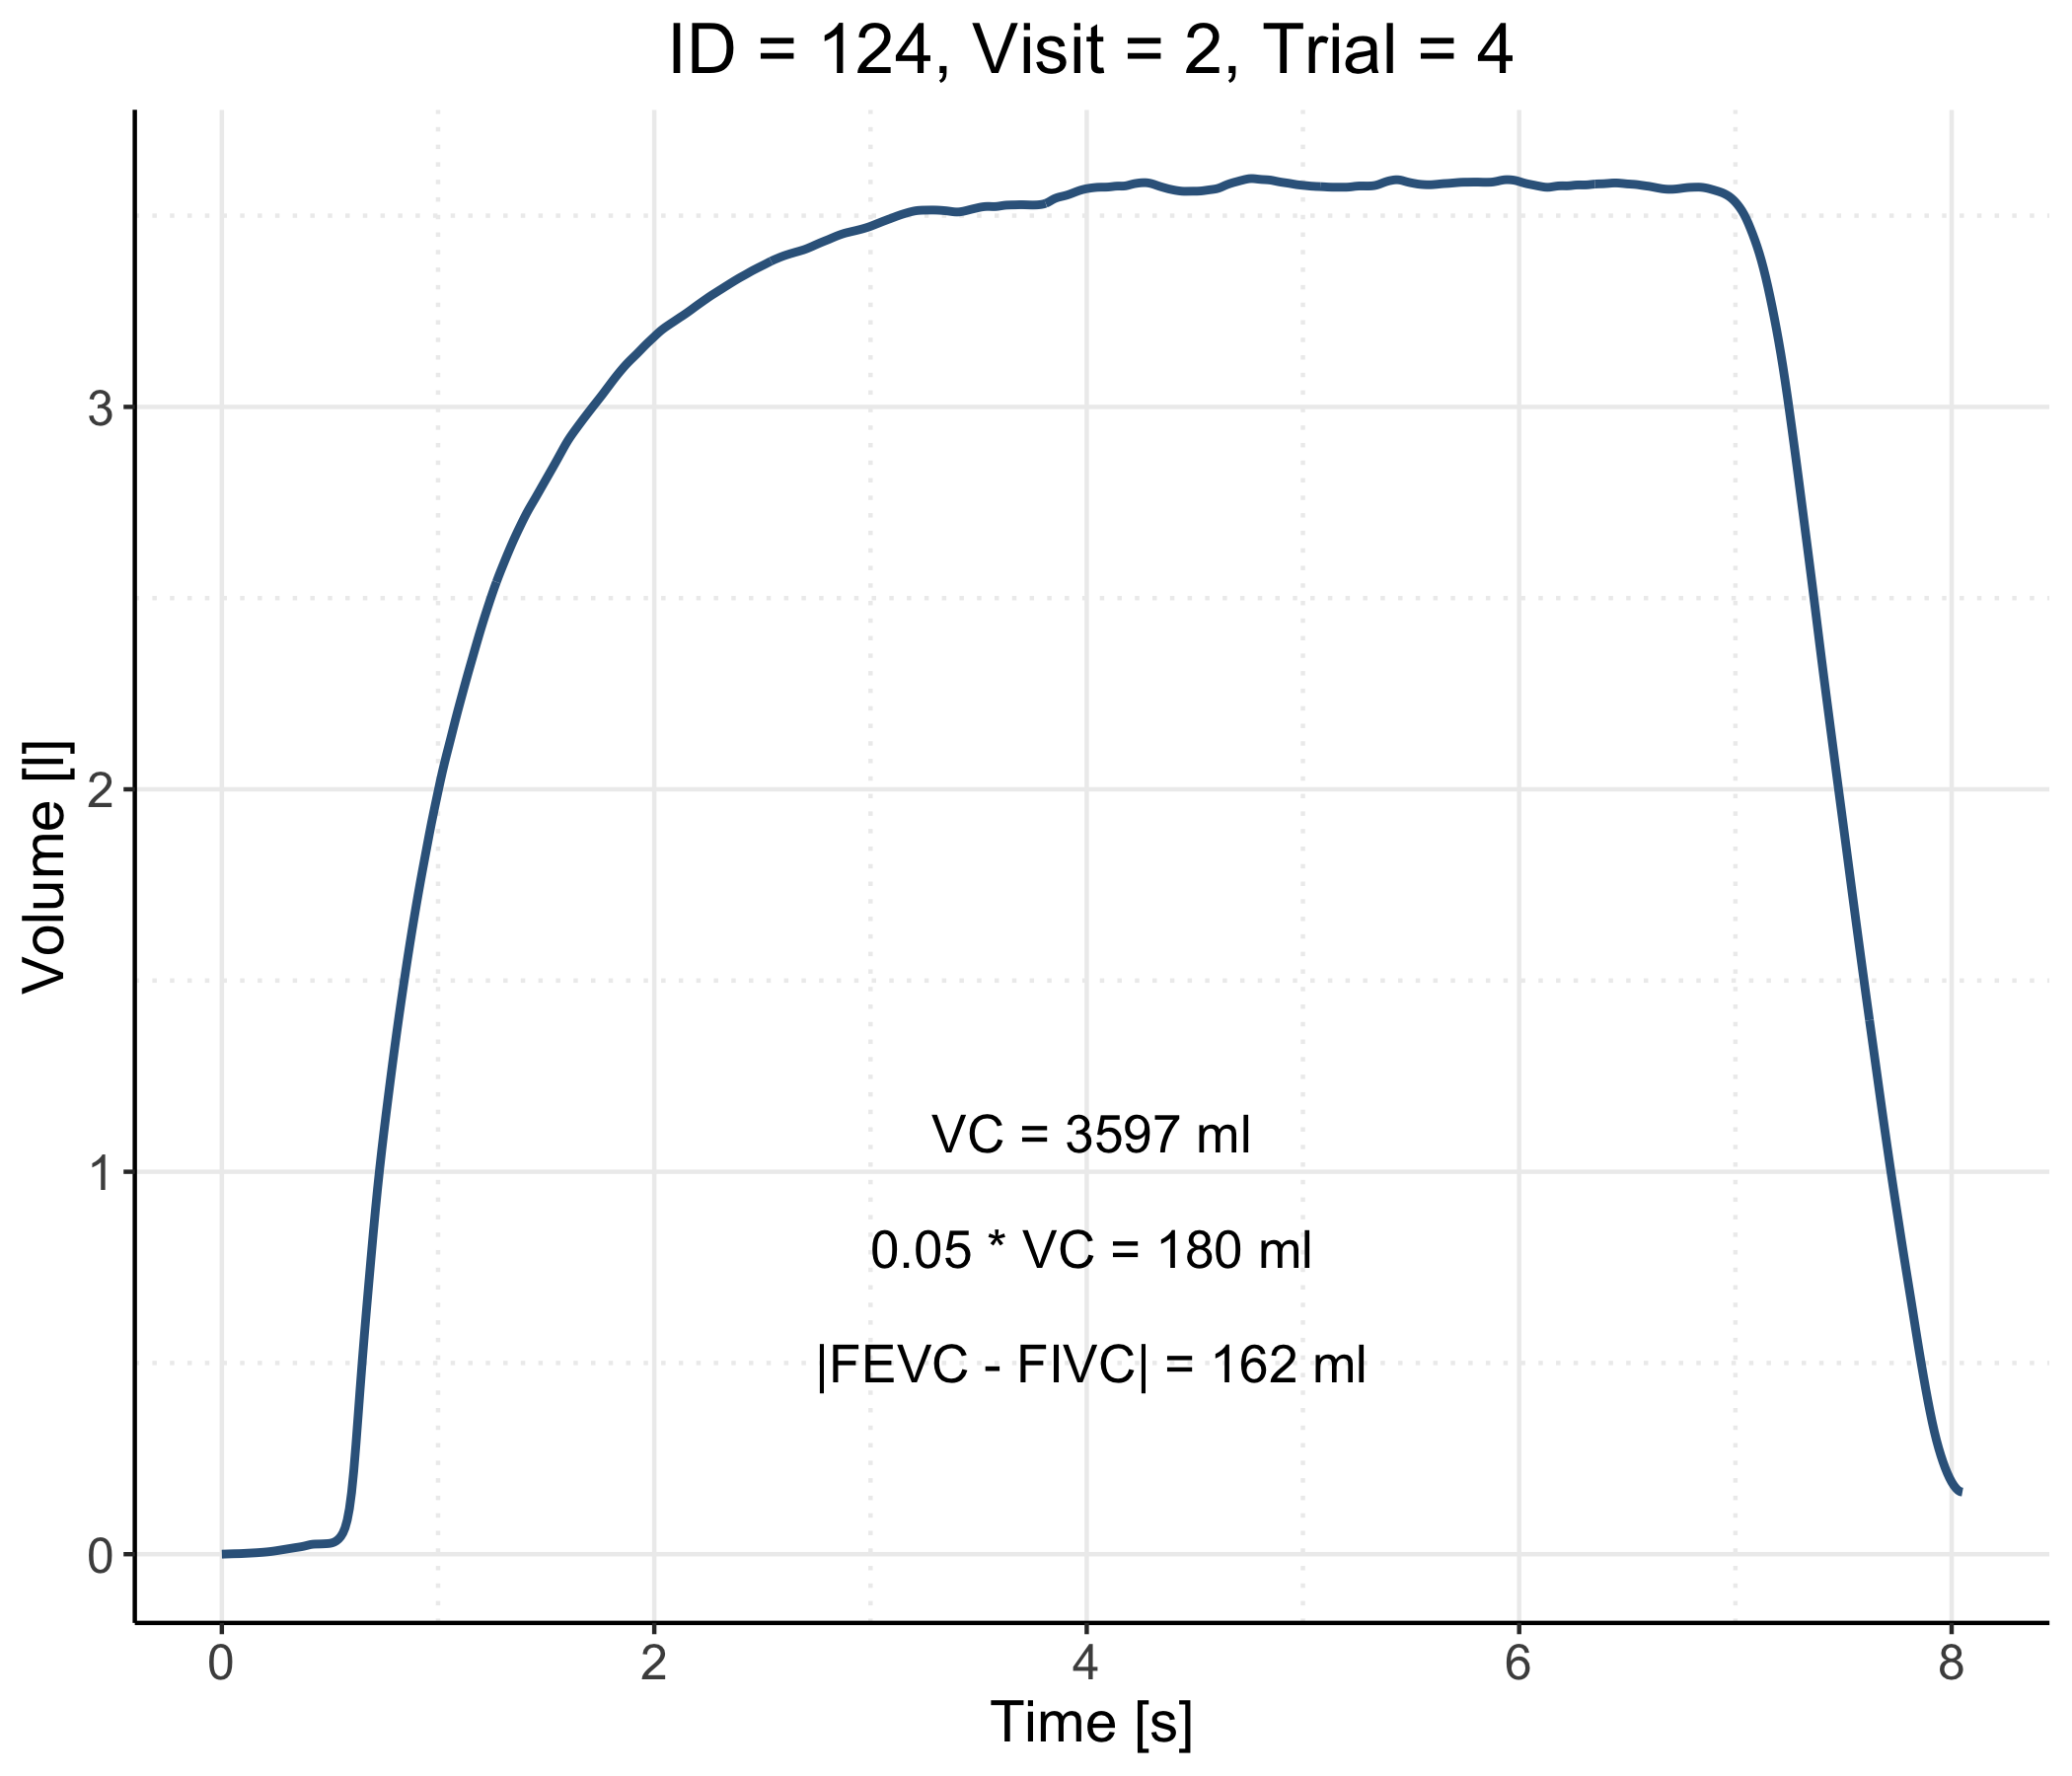 ID = 124, Visit = 2, Trial = 4
Volume [l]
3
2
1
0
VC = 3597 ml
0.05 * VC = 180 ml
|FEVC - FIVC| = 162 ml
0 2 4 6 8
Time [s]